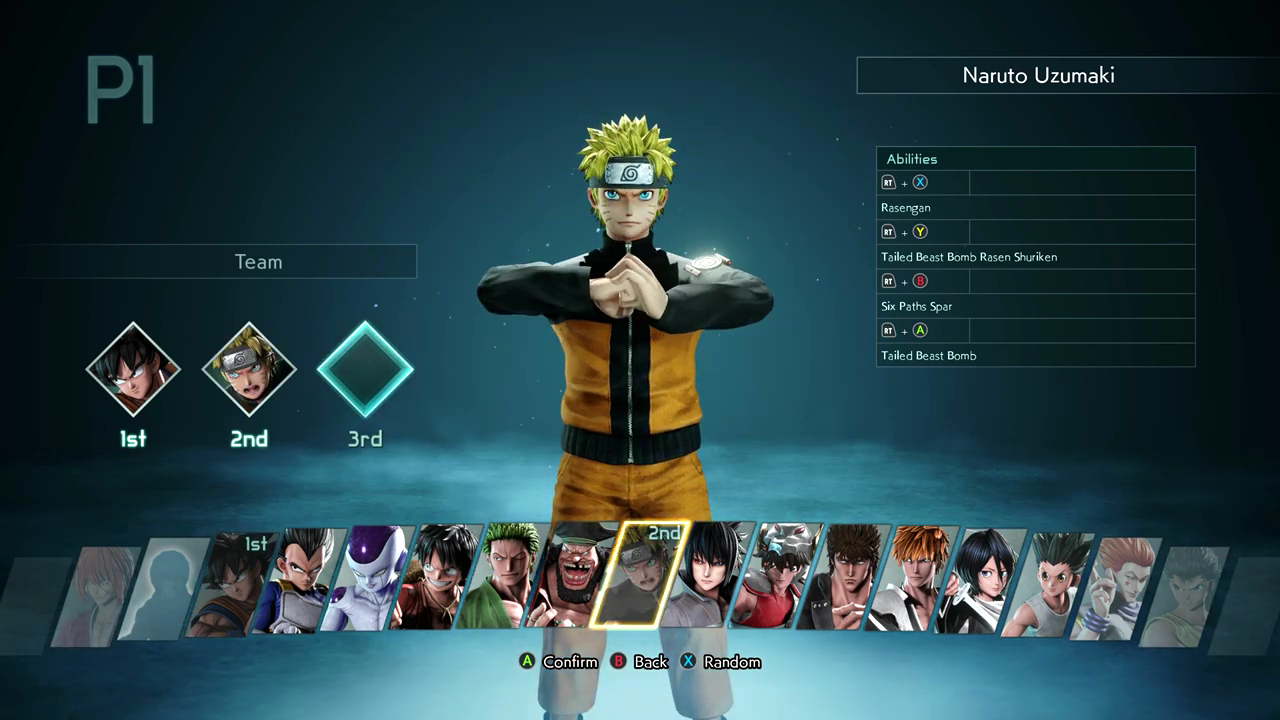 P1
Naruto Uzumaki
Abilities
RT + X
Rasengan
RT + Y
Tailed Beast Bomb Rasen Shuriken
RT + B
Six Paths Spar
RT + A
Tailed Beast Bomb
Team
1st 2nd 3rd
1st 2nd
A Confirm B Back X Random